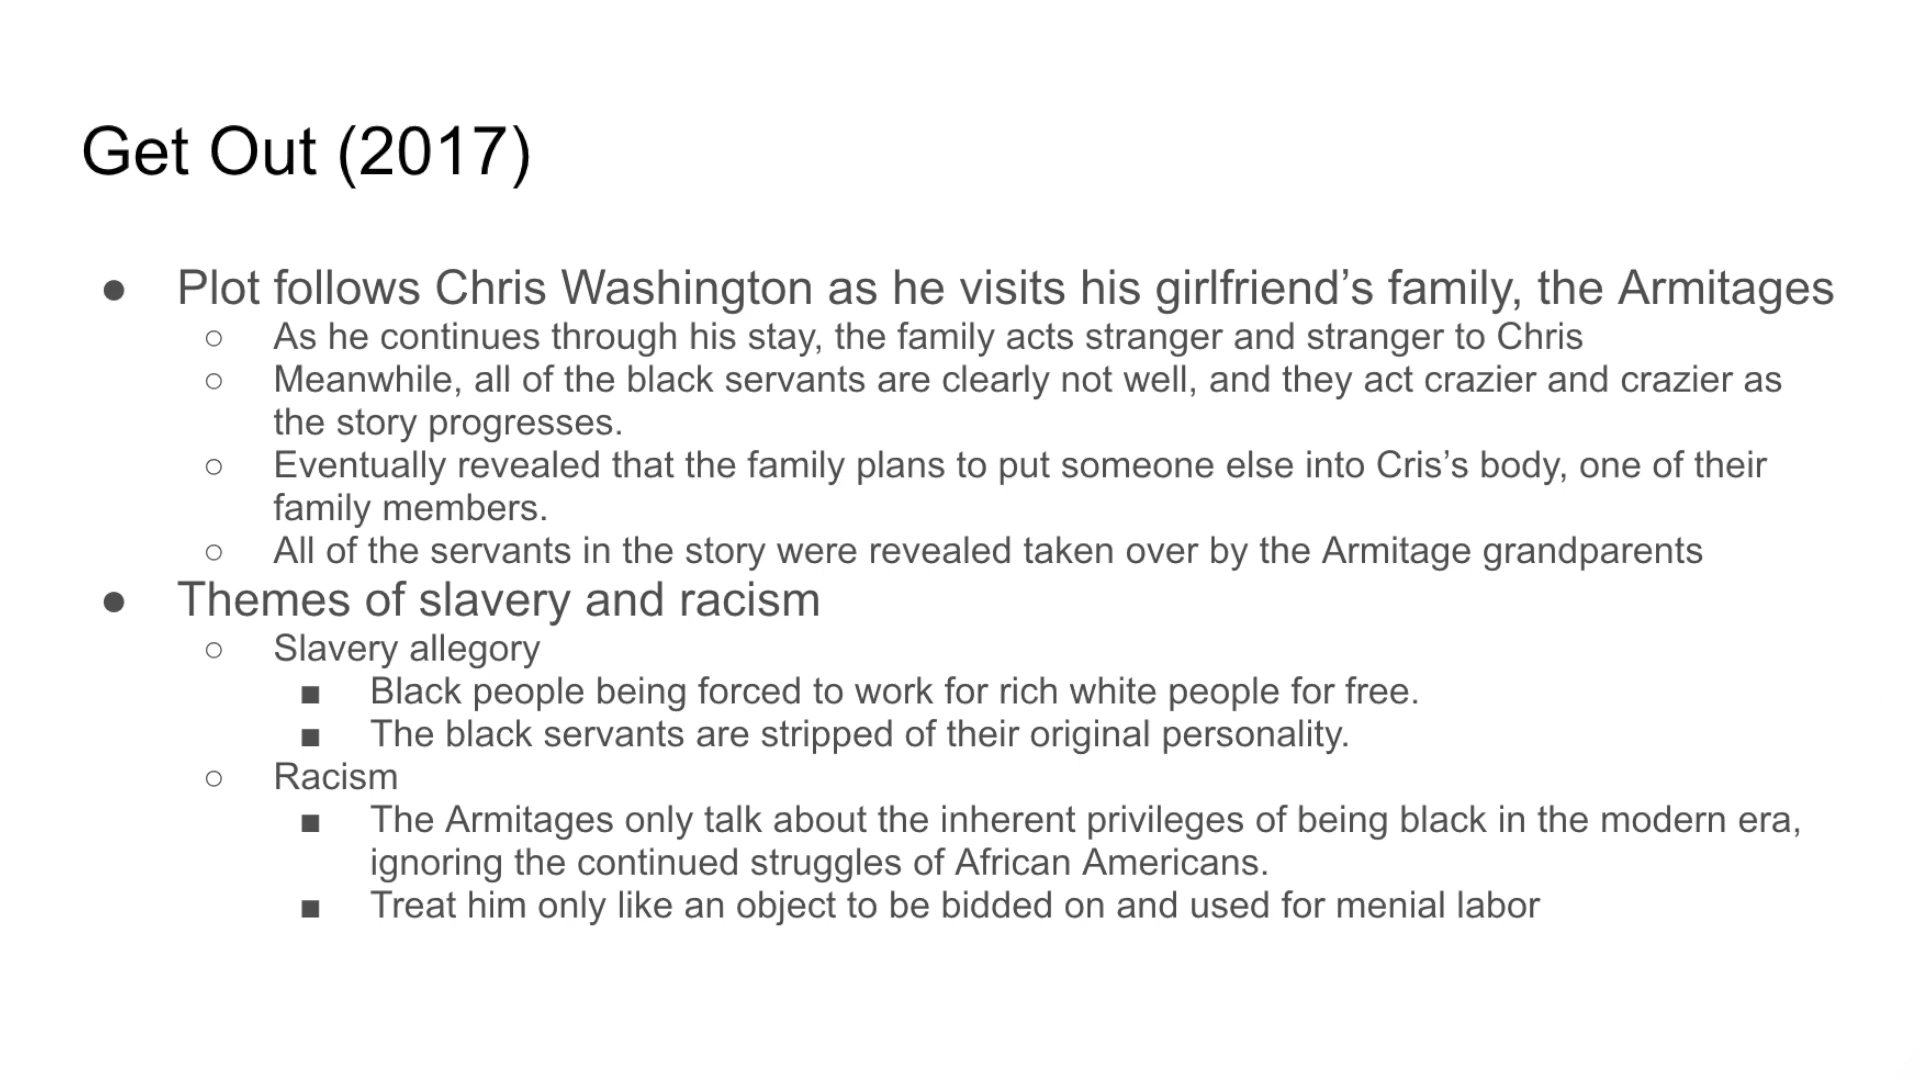 Get Out (2017)
● Plot follows Chris Washington as he visits his girlfriend’s family, the Armitages
○ As he continues through his stay, the family acts stranger and stranger to Chris
○ Meanwhile, all of the black servants are clearly not well, and they act crazier and crazier as
the story progresses.
○ Eventually revealed that the family plans to put someone else into Cris’s body, one of their
family members.
○ All of the servants in the story were revealed taken over by the Armitage grandparents
● Themes of slavery and racism
○ Slavery allegory
■ Black people being forced to work for rich white people for free.
■ The black servants are stripped of their original personality.
○ Racism
■ The Armitages only talk about the inherent privileges of being black in the modern era,
ignoring the continued struggles of African Americans.
■ Treat him only like an object to be bidded on and used for menial labor